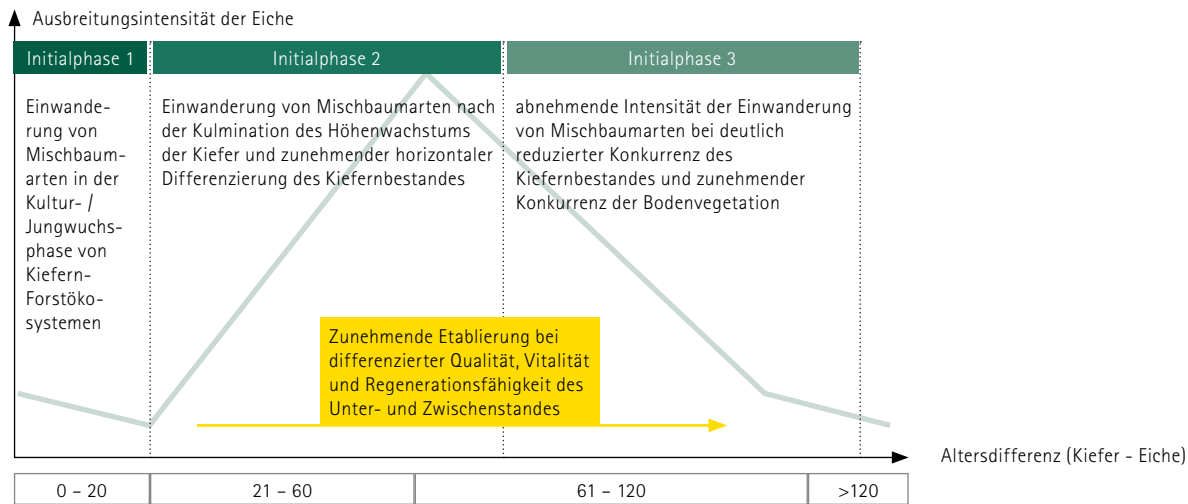 Ausbreitungsintensität der Eiche
Initialphase 1
Initialphase 2
Initialphase 3
Einwande-
rung von
Mischbaum-
arten in der
Kultur- /
Jungwuchs-
phase von
Kiefern-
Forstöko-
systemen
Einwanderung von Mischbaumarten nach
der Kulmination des Höhenwachstums
der Kiefer und zunehmender horizontaler
Differenzierung des Kiefernbestandes
abnehmende Intensität der Einwanderung
von Mischbaumarten bei deutlich
reduzierter Konkurrenz des
Kiefernbestandes und zunehmender
Konkurrenz der Bodenvegetation
Zunehmende Etablierung bei
differenzierter Qualität, Vitalität
und Regenerationsfähigkeit des
Unter- und Zwischenstandes
Altersdifferenz (Kiefer - Eiche)
0 – 20
21 – 60
61 – 120
>120